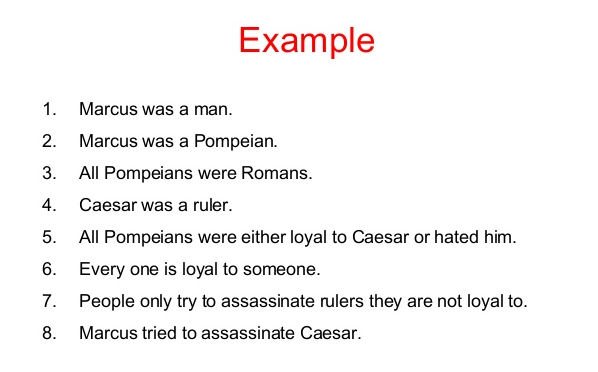 Example
1. Marcus was a man.
2. Marcus was a Pompeian.
3. All Pompeians were Romans.
4. Caesar was a ruler.
5. All Pompeians were either loyal to Caesar or hated him.
6. Every one is loyal to someone.
7. People only try to assassinate rulers they are not loyal to.
8. Marcus tried to assassinate Caesar.